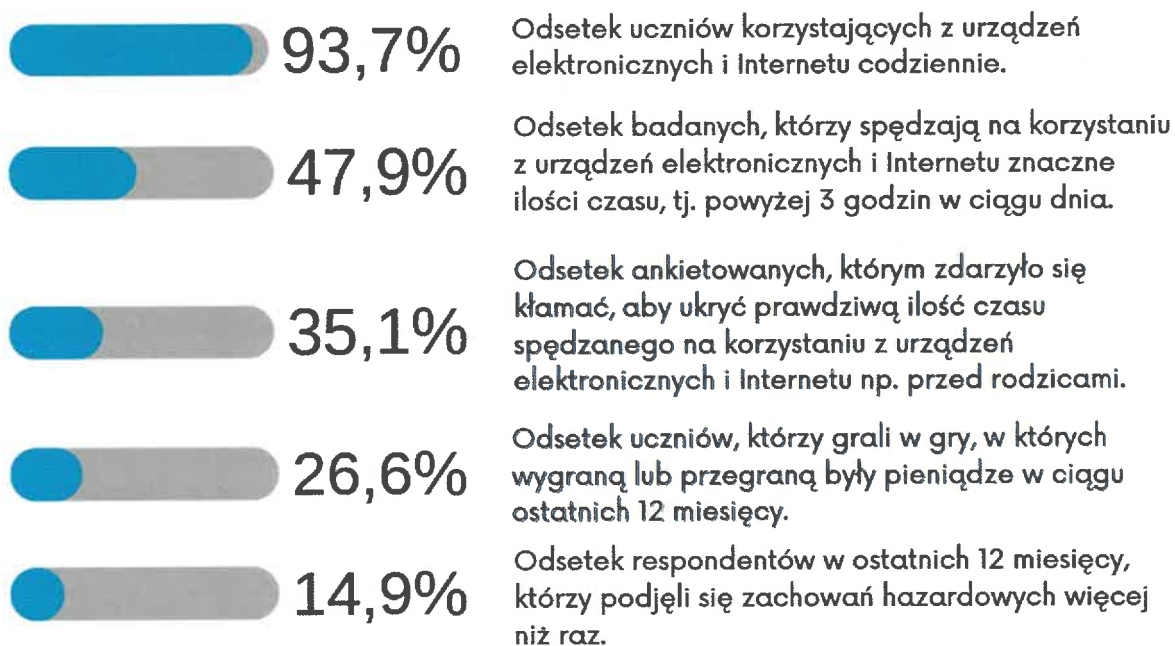 93,7%
Odsetek uczniów korzystających z urządzeń
elektronicznych i Internetu codziennie.
47,9%
Odsetek badanych, którzy spędzają na korzystaniu
z urządzeń elektronicznych i Internetu znaczne
ilości czasu, tj. powyżej 3 godzin w ciągu dnia.
35,1%
Odsetek ankietowanych, którym zdarzyło się
kłamać, aby ukryć prawdziwą ilość czasu
spędzanego na korzystaniu z urządzeń
elektronicznych i Internetu np. przed rodzicami.
26,6%
Odsetek uczniów, którzy grali w gry, w których
wygraną lub przegraną były pieniądze w ciągu
ostatnich 12 miesięcy.
14,9%
Odsetek respondentów w ostatnich 12 miesięcy,
którzy podjęli się zachowań hazardowych więcej
niż raz.